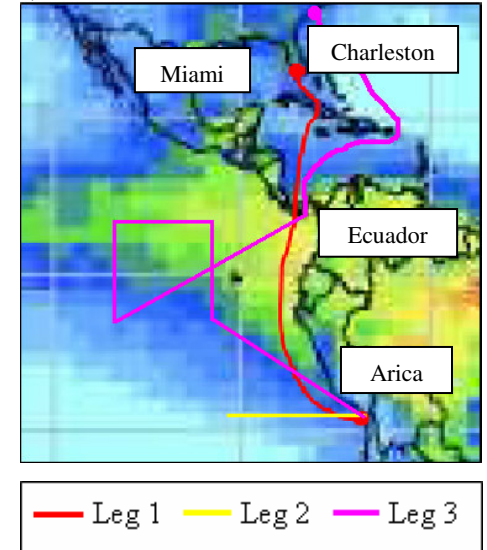 Charleston
Miami
Ecuador
Arica
Leg 1 Leg 2 Leg 3